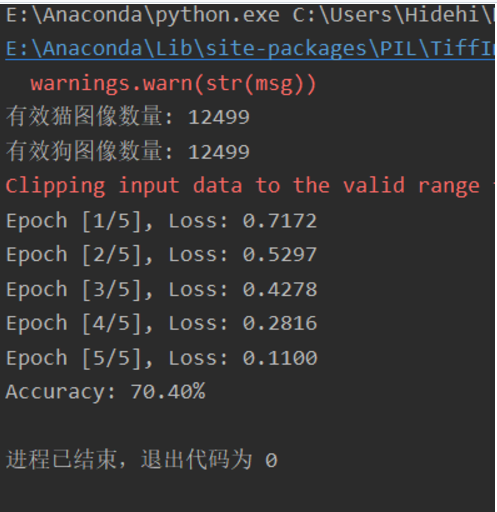 E:\Anaconda\python.exe C:\Users\Hidehi\
E:\Anaconda\Lib\site-packages\PIL\TiffIm
warnings.warn(str(msg))
有效猫图像数量: 12499
有效狗图像数量: 12499
Clipping input data to the valid range
Epoch [1/5], Loss: 0.7172
Epoch [2/5], Loss: 0.5297
Epoch [3/5], Loss: 0.4278
Epoch [4/5], Loss: 0.2816
Epoch [5/5], Loss: 0.1100
Accuracy: 70.40%
进程已结束，退出代码为 0